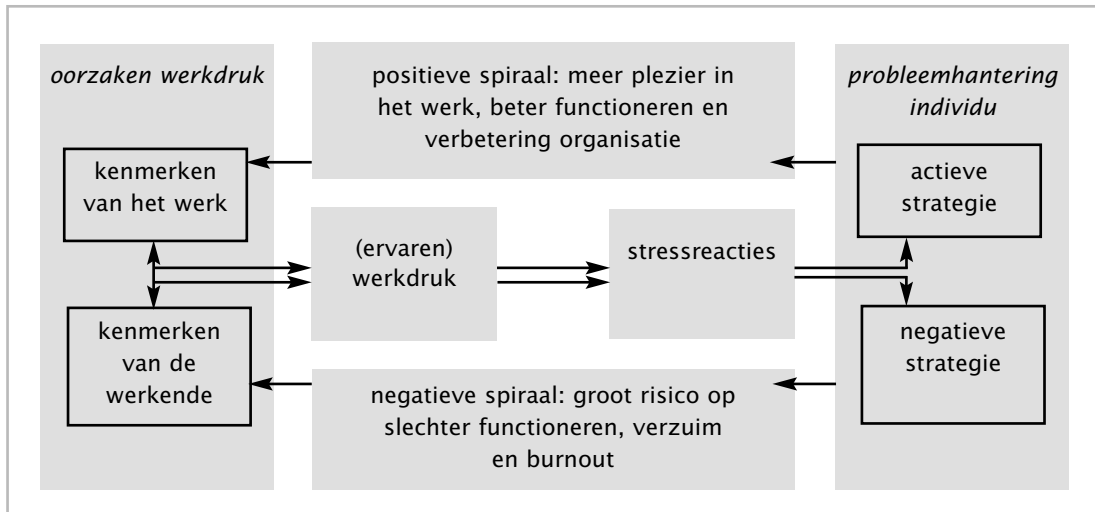 oorzaken werkdruk
kenmerken
van het werk
kenmerken
van de
werkende
positieve spiraal: meer plezier in
het werk, beter functioneren en
verbetering organisatie
(ervaren)
werkdruk
stressreacties
negatieve spiraal: groot risico op
slechter functioneren, verzuim
en burnout
probleemhantering
individu
actieve
strategie
negatieve
strategie